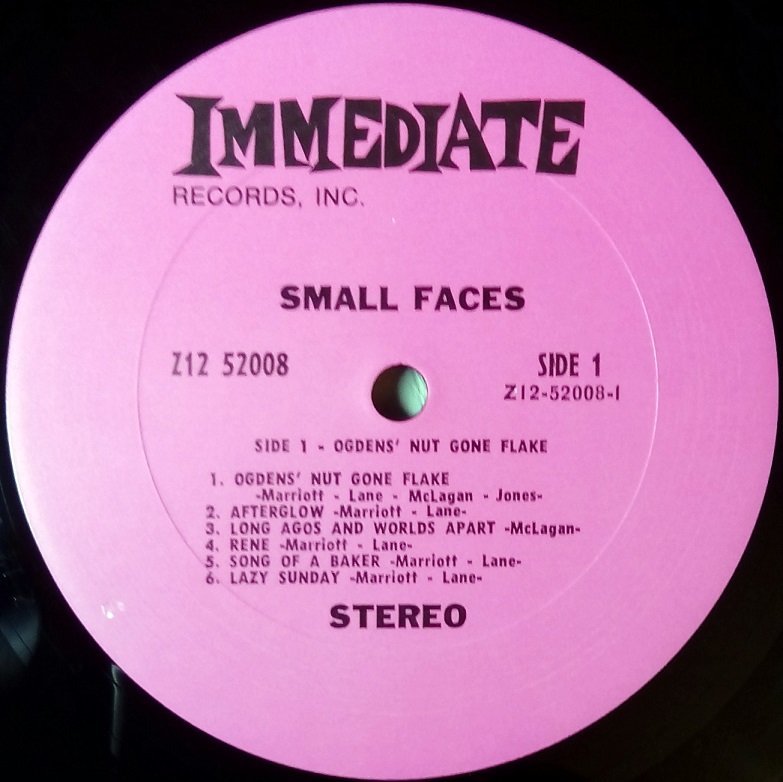 IMMEDIATE
RECORDS, INC.
SMALL FACES
Z12 52008
SIDE 1
Z12-52008-1
SIDE 1 - OGDENS' NUT GONE FLAKE
1. OGDENS' NUT GONE FLAKE
-Marriott - Lane - McLagan - Jones-
2. AFTERGLOW -Marriott - Lane-
3. LONG AGOS AND WORLDS APART -McLagan-
4. RENE -Marriott - Lane-
5. SONG OF A BAKER -Marriott - Lane-
6. LAZY SUNDAY -Marriott - Lane-
STEREO